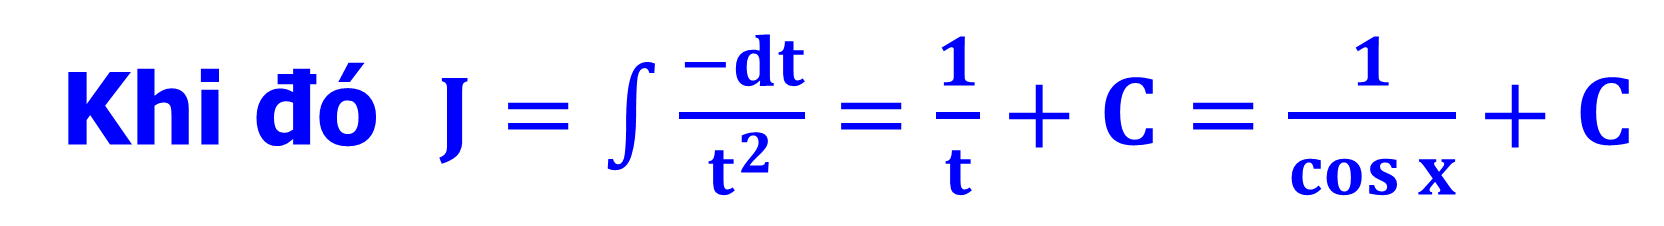 Khi đó J = ∫ −dt/t² = 1/t + C = 1/cos x + C